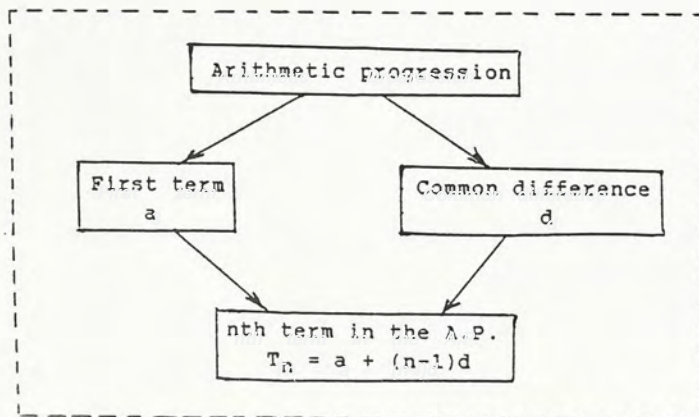 Arithmetic progression
First term
a
Common difference
d
nth term in the A.P.
Tn = a + (n-1)d